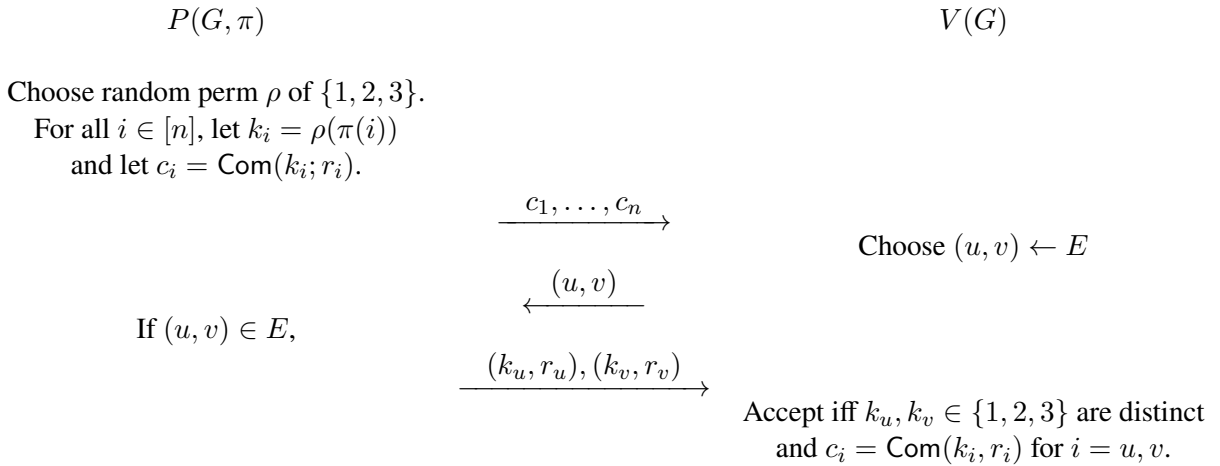 P(G, π)
V(G)
Choose random perm ρ of {1, 2, 3}.
For all i ∈ [n], let k_i = ρ(π(i))
and let c_i = Com(k_i; r_i).
c_1, . . . , c_n
Choose (u, v) ← E
(u, v)
If (u, v) ∈ E,
(k_u, r_u), (k_v, r_v)
Accept iff k_u, k_v ∈ {1, 2, 3} are distinct
and c_i = Com(k_i, r_i) for i = u, v.